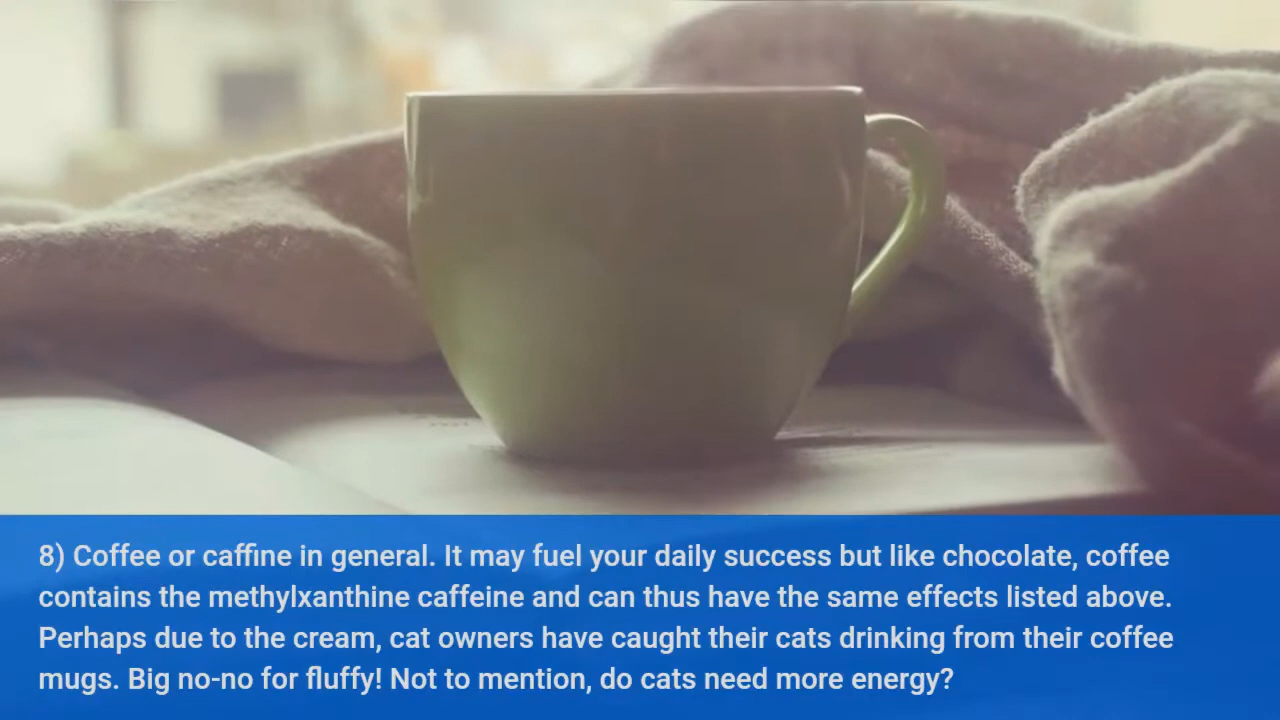 8) Coffee or caffine in general. It may fuel your daily success but like chocolate, coffee
contains the methylxanthine caffeine and can thus have the same effects listed above.
Perhaps due to the cream, cat owners have caught their cats drinking from their coffee
mugs. Big no-no for fluffy! Not to mention, do cats need more energy?